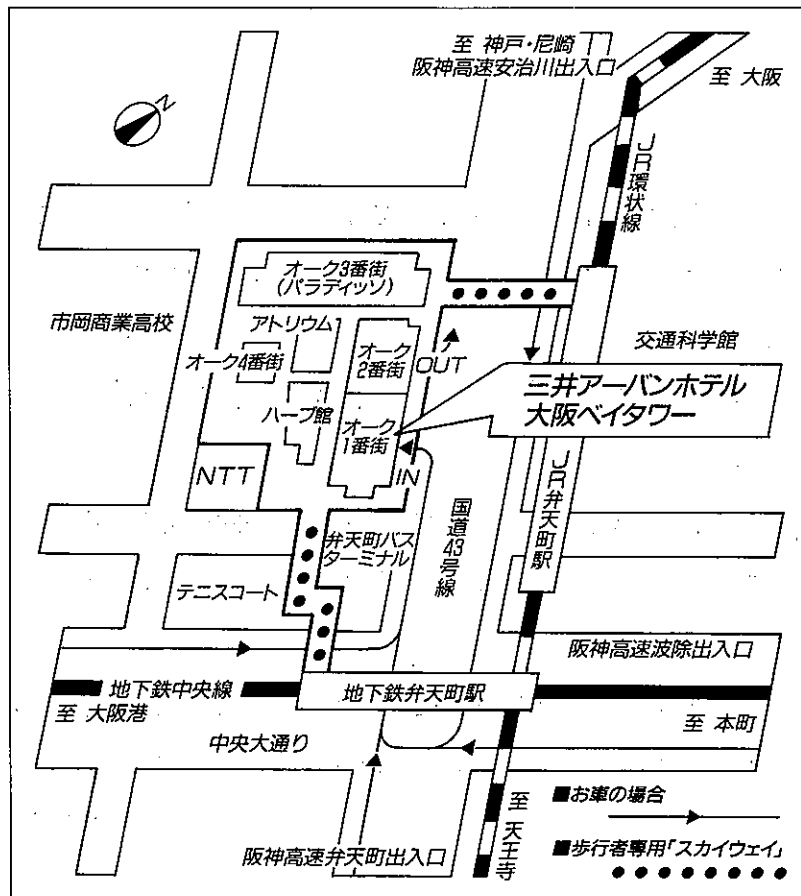 至 神戸・尼崎
阪神高速安治川出入口
至 大阪
N
JR環状線
オーク3番街
(パラディッソ)
市岡商業高校
アトリウム
オーク4番街
オーク
2番街
OUT
交通科学館
三井アーバンホテル
大阪ベイタワー
ハーブ館
オーク
1番街
IN
NTT
JR弁天町駅
国道43号線
弁天町バス
ターミナル
テニスコート
阪神高速波除出入口
地下鉄中央線
地下鉄弁天町駅
至 大阪港
至 本町
中央大通り
至 天王寺
■お車の場合
阪神高速弁天町出入口
■歩行者専用「スカイウェイ」